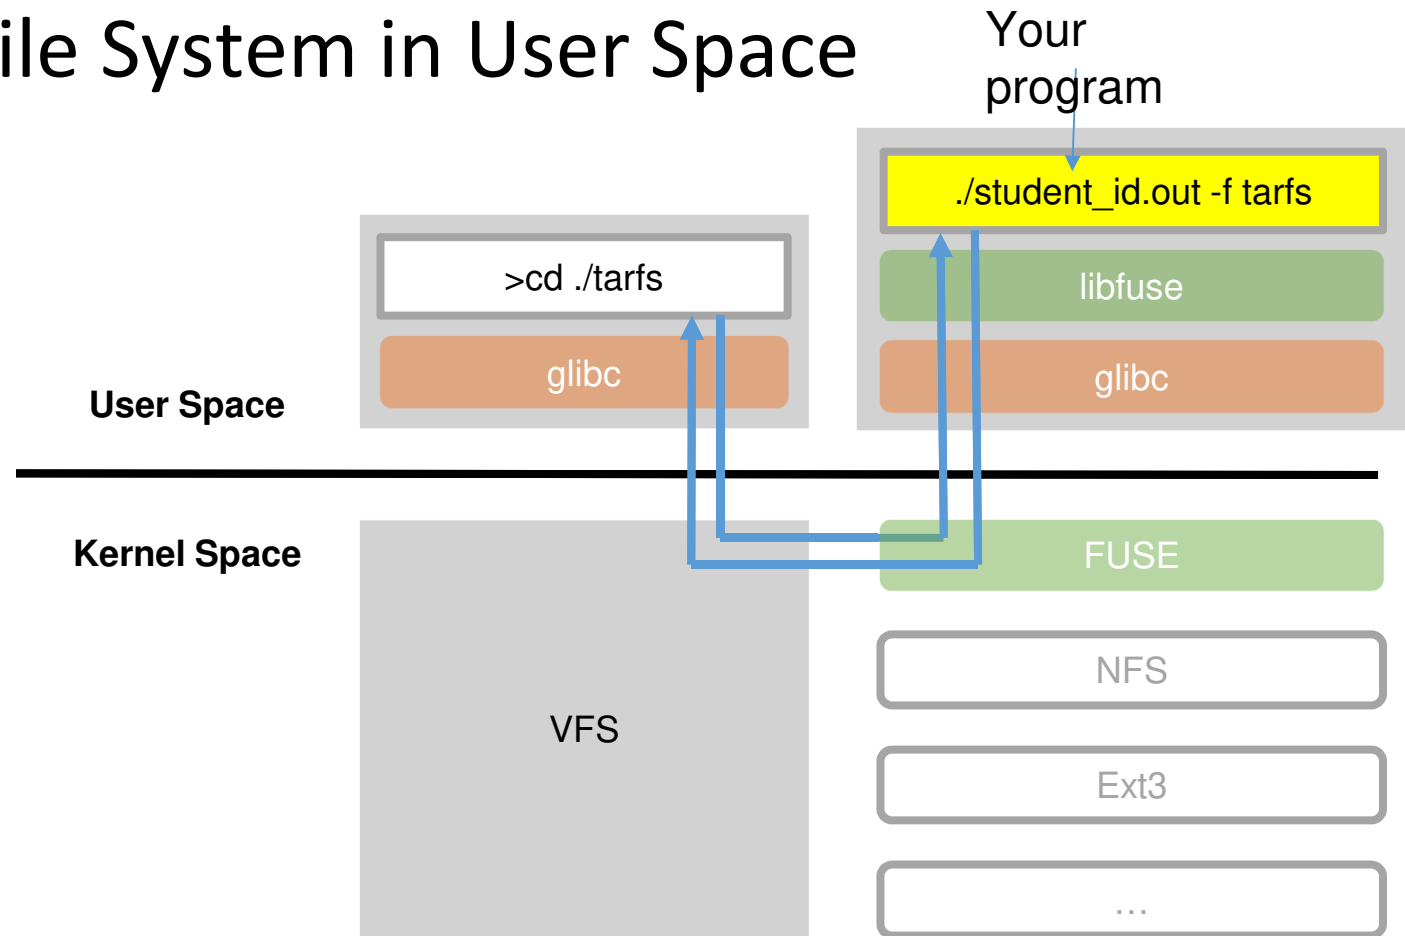 ile System in User Space
Your
program
./student_id.out -f tarfs
>cd ./tarfs
libfuse
glibc
glibc
User Space
Kernel Space
FUSE
NFS
VFS
Ext3
…